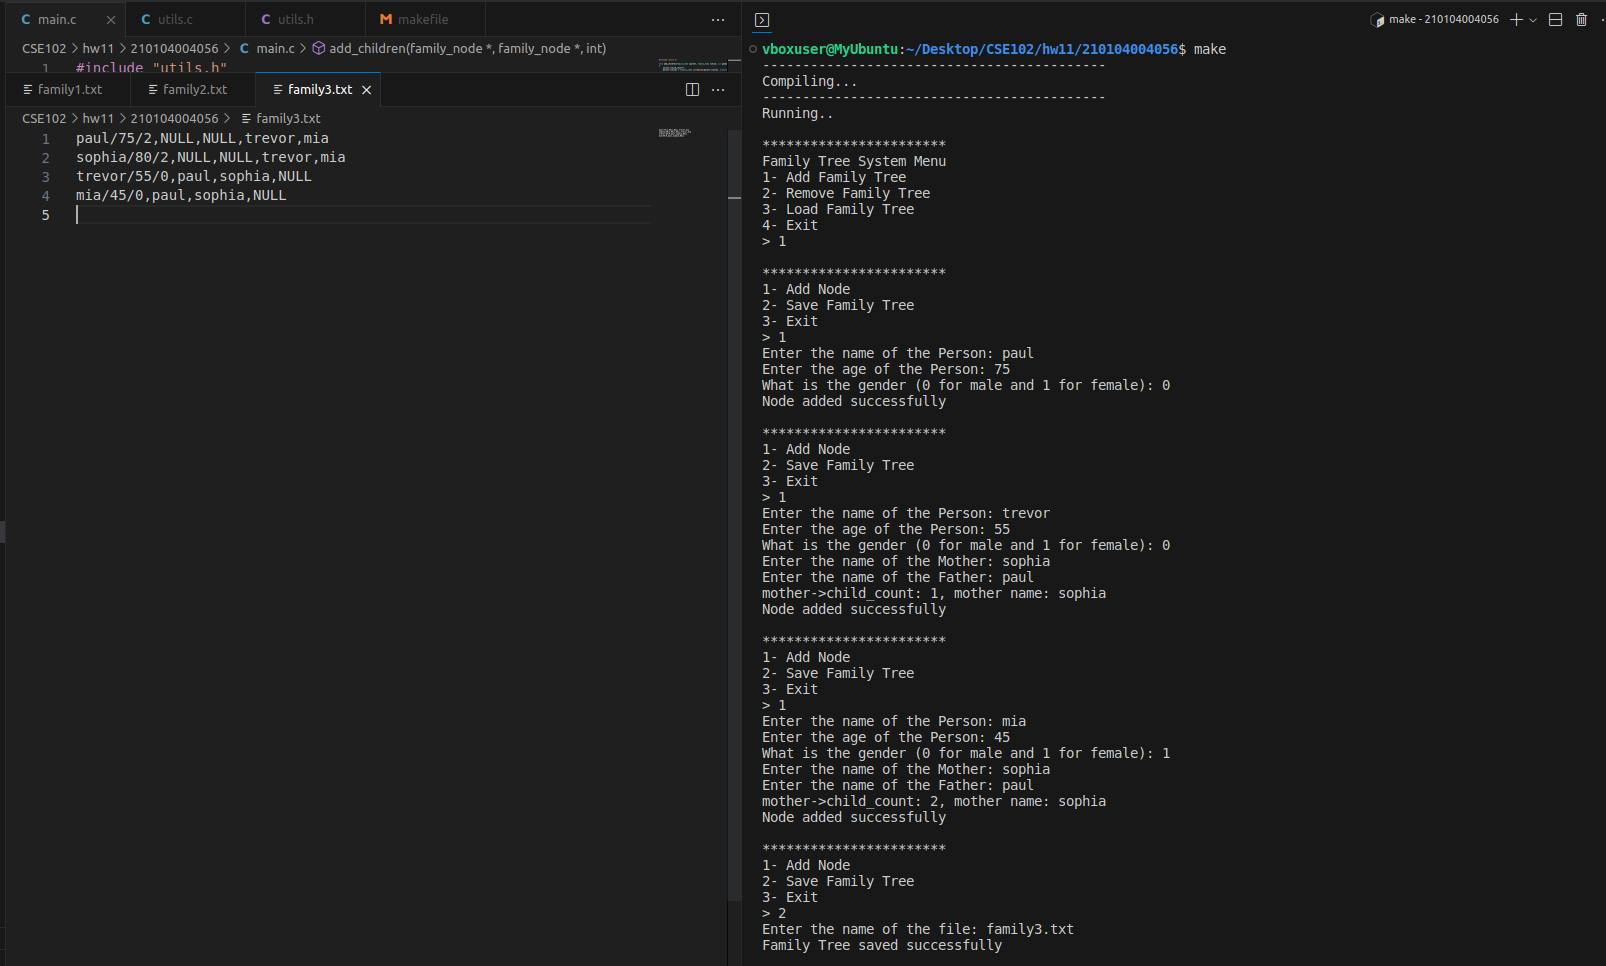 main.c
utils.c
utils.h
makefile
CSE102 > hw11 > 210104004056 > C main.c > add_children(family_node *, family_node *, int)
1 #include "utils.h"
family1.txt
family2.txt
family3.txt
CSE102 > hw11 > 210104004056 > family3.txt
1 paul/75/2,NULL,NULL,trevor,mia
2 sophia/80/2,NULL,NULL,trevor,mia
3 trevor/55/0,paul,sophia,NULL
4 mia/45/0,paul,sophia,NULL
5
make - 210104004056
vboxuser@MyUbuntu:~/Desktop/CSE102/hw11/210104004056$ make
-------------------------------------------
Compiling...
-------------------------------------------
Running..
***********************
Family Tree System Menu
1- Add Family Tree
2- Remove Family Tree
3- Load Family Tree
4- Exit
> 1
***********************
1- Add Node
2- Save Family Tree
3- Exit
> 1
Enter the name of the Person: paul
Enter the age of the Person: 75
What is the gender (0 for male and 1 for female): 0
Node added successfully
***********************
1- Add Node
2- Save Family Tree
3- Exit
> 1
Enter the name of the Person: trevor
Enter the age of the Person: 55
What is the gender (0 for male and 1 for female): 0
Enter the name of the Mother: sophia
Enter the name of the Father: paul
mother->child_count: 1, mother name: sophia
Node added successfully
***********************
1- Add Node
2- Save Family Tree
3- Exit
> 1
Enter the name of the Person: mia
Enter the age of the Person: 45
What is the gender (0 for male and 1 for female): 1
Enter the name of the Mother: sophia
Enter the name of the Father: paul
mother->child_count: 2, mother name: sophia
Node added successfully
***********************
1- Add Node
2- Save Family Tree
3- Exit
> 2
Enter the name of the file: family3.txt
Family Tree saved successfully